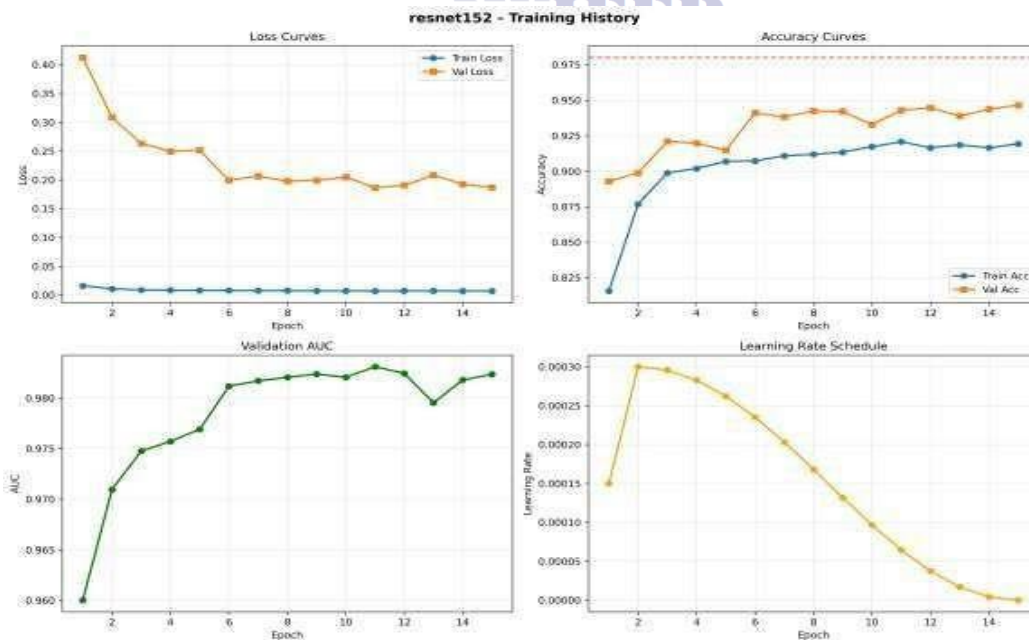 resnet152 - Training History
Loss Curves
0.40
0.35
0.30
0.25
0.20
0.15
0.10
0.05
0.00
Loss
Train Loss
Val Loss
2 4 6 8 10 12 14
Epoch
Accuracy Curves
0.975
0.950
0.925
0.900
0.875
0.850
0.825
Accuracy
Train Acc
Val Acc
2 4 6 8 10 12 14
Epoch
Validation AUC
0.980
0.975
0.970
0.965
0.960
AUC
2 4 6 8 10 12 14
Epoch
Learning Rate Schedule
0.00030
0.00025
0.00020
0.00015
0.00010
0.00005
0.00000
Learning Rate
2 4 6 8 10 12 14
Epoch